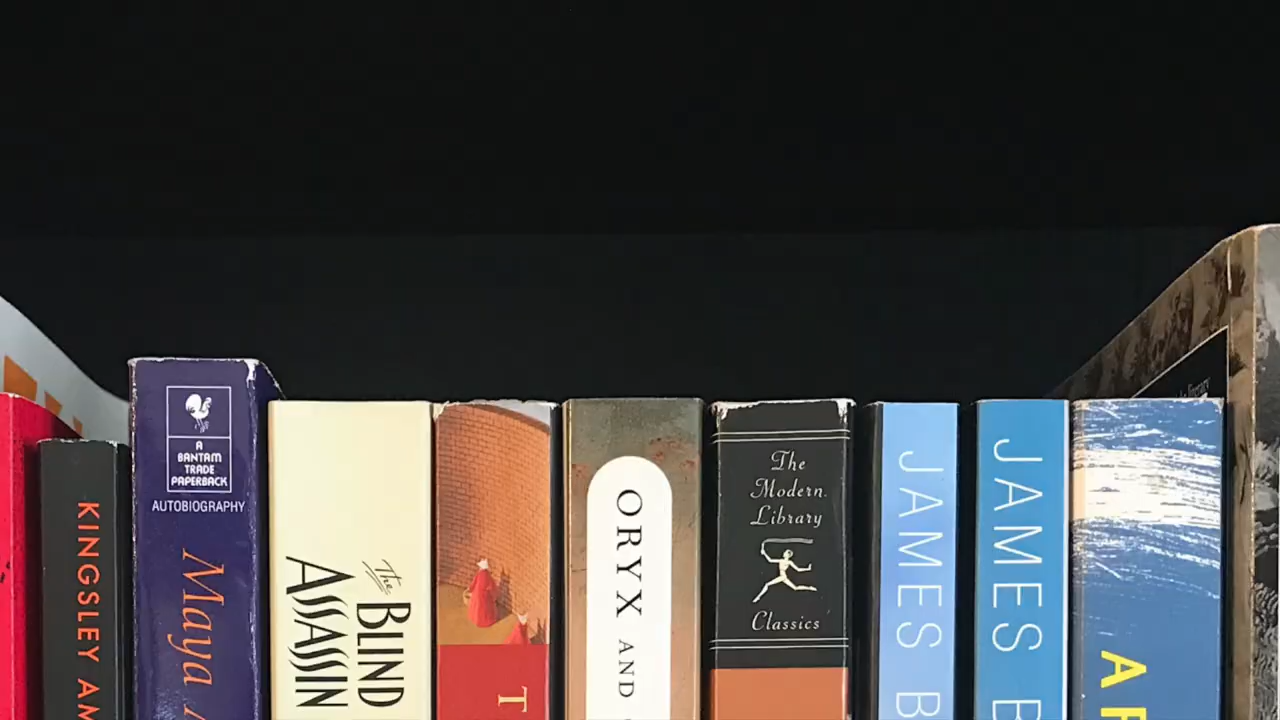 KINGSLEY AM
A
BANTAM
TRADE
PAPERBACK
AUTOBIOGRAPHY
Maya
The BLIND
ASSASSIN
T
ORYX AND
The
Modern
Library
Classics
JAMES B
JAMES B
A F